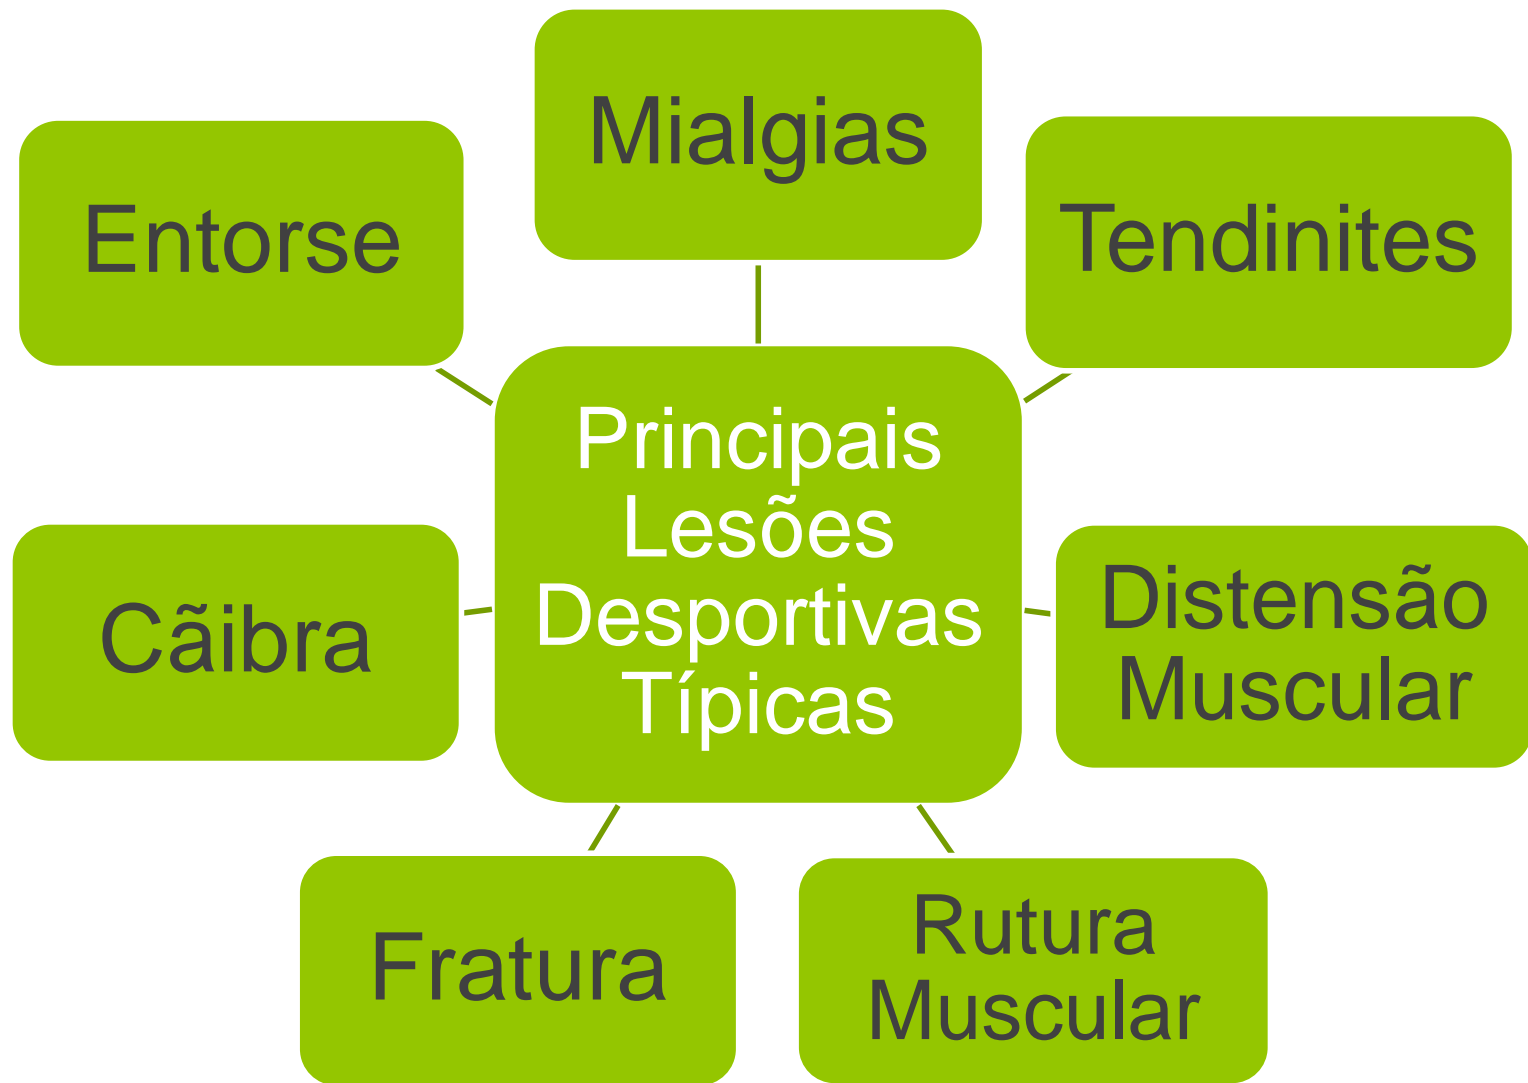 Mialgias
Entorse
Tendinites
Principais
Lesões
Desportivas
Típicas
Cãibra
Distensão
Muscular
Fratura
Rutura
Muscular